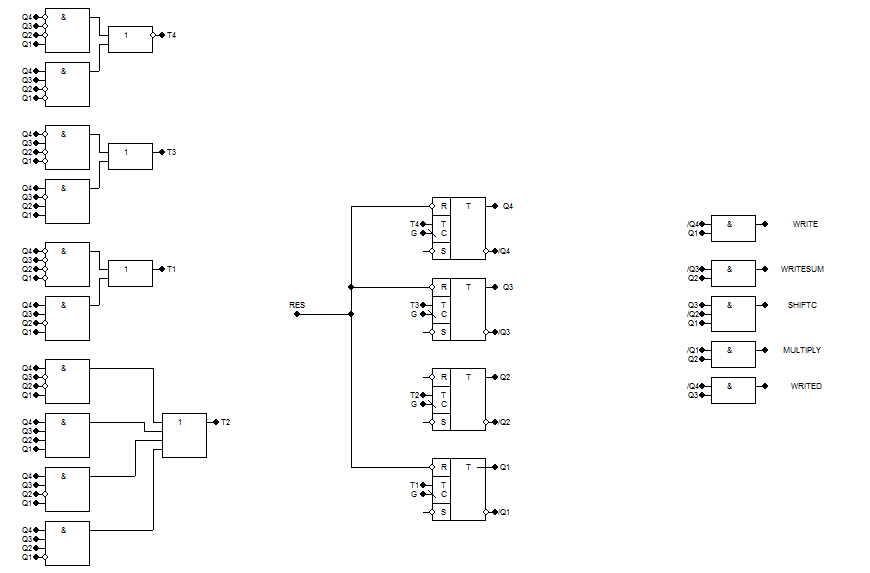 Q4 &
Q3
Q2
Q1
1 T4
Q4 &
Q3
Q2
Q1
Q4 &
Q3
Q2
Q1
1 T3
Q4 &
Q3
Q2
Q1
Q4 &
Q3
Q2
Q1
1 T1
Q4 &
Q3
Q2
Q1
Q4 &
Q3
Q2
Q1
Q4 &
Q3
Q2
Q1
1 T2
Q4 &
Q3
Q2
Q1
Q4 &
Q3
Q2
Q1
RES
R T Q4
T4 T
G C
S /Q4
R T Q3
T3 T
G C
S /Q3
R T Q2
T2 T
G C
S /Q2
R T Q1
T1 T
G C
S /Q1
/Q4 & WRITE
Q1
/Q3 & WRITESUM
Q2
Q3 & SHIFTC
/Q2
Q1
/Q1 & MULTIPLY
Q2
/Q4 & WRITED
Q3